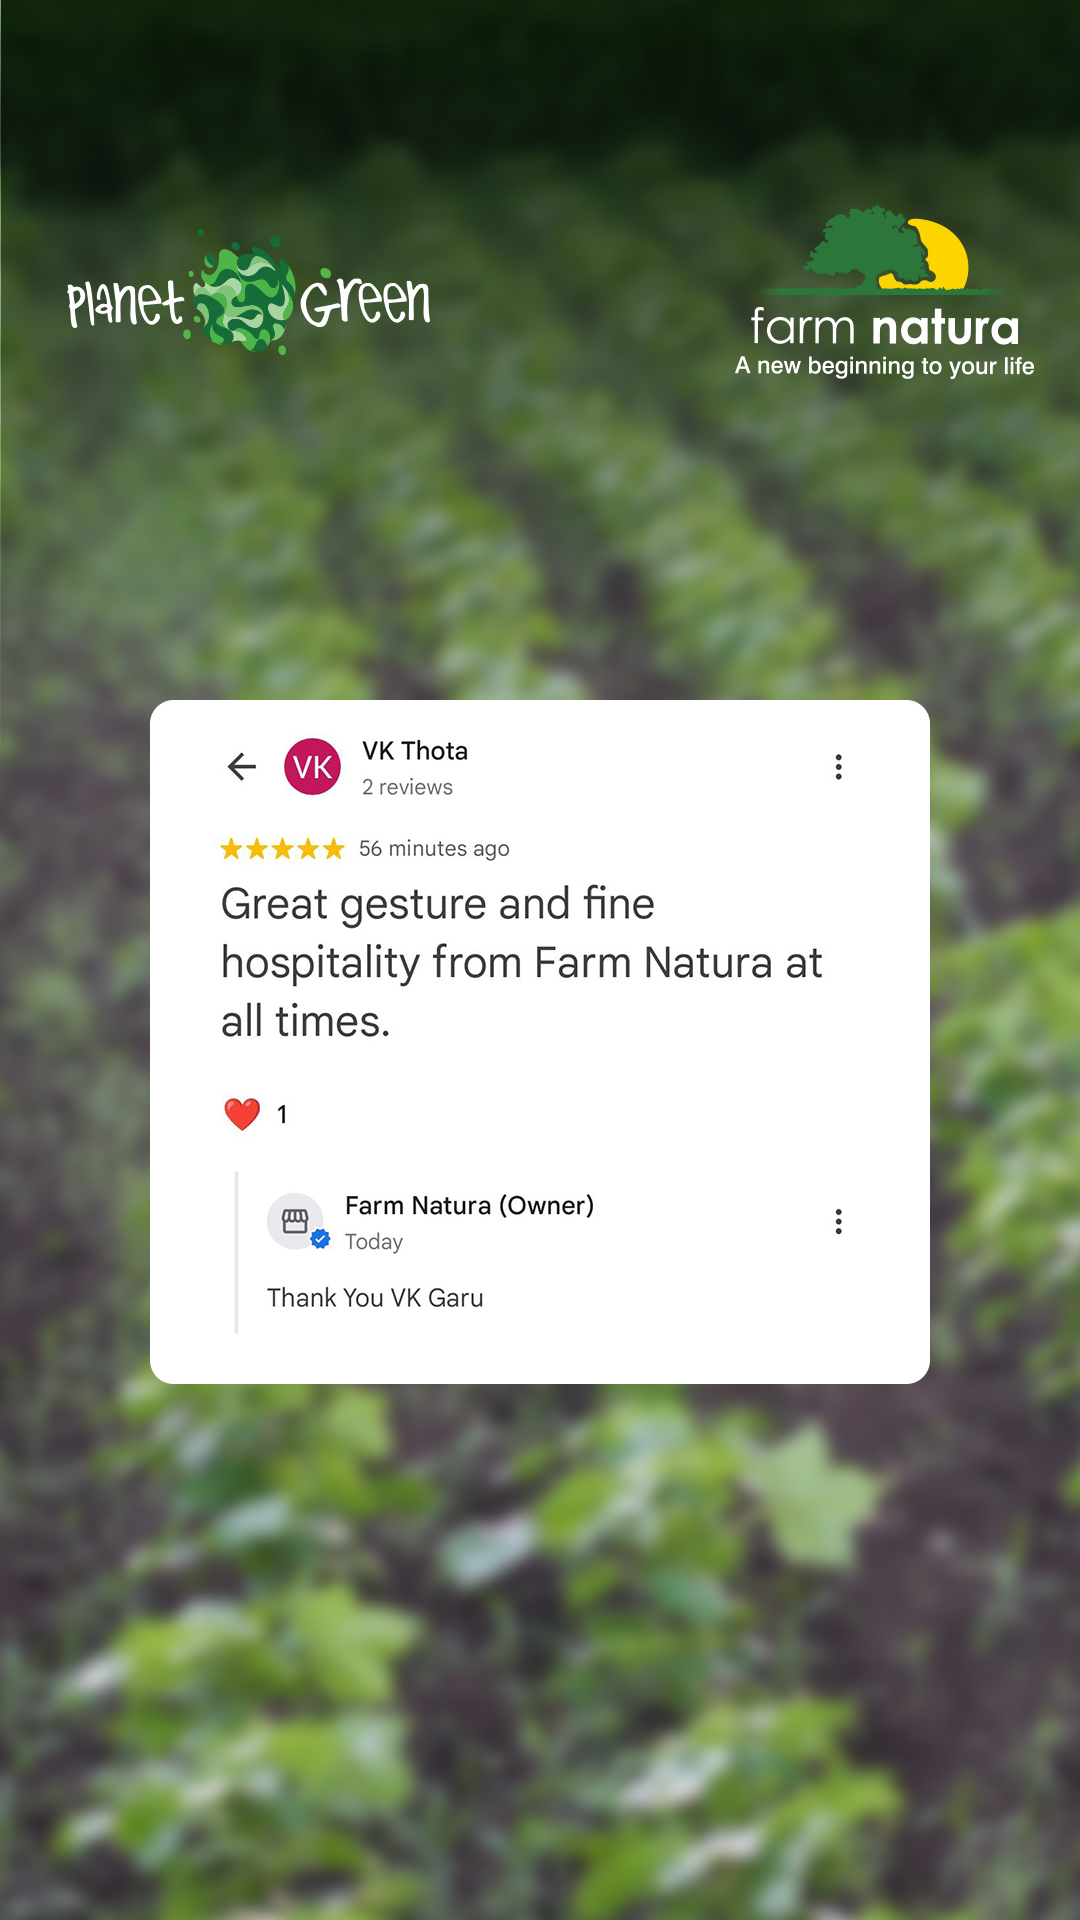 planet Green
farm natura
A new beginning to your life
VK
VK Thota
2 reviews
56 minutes ago
Great gesture and fine
hospitality from Farm Natura at
all times.
❤️ 1
Farm Natura (Owner)
Today
Thank You VK Garu